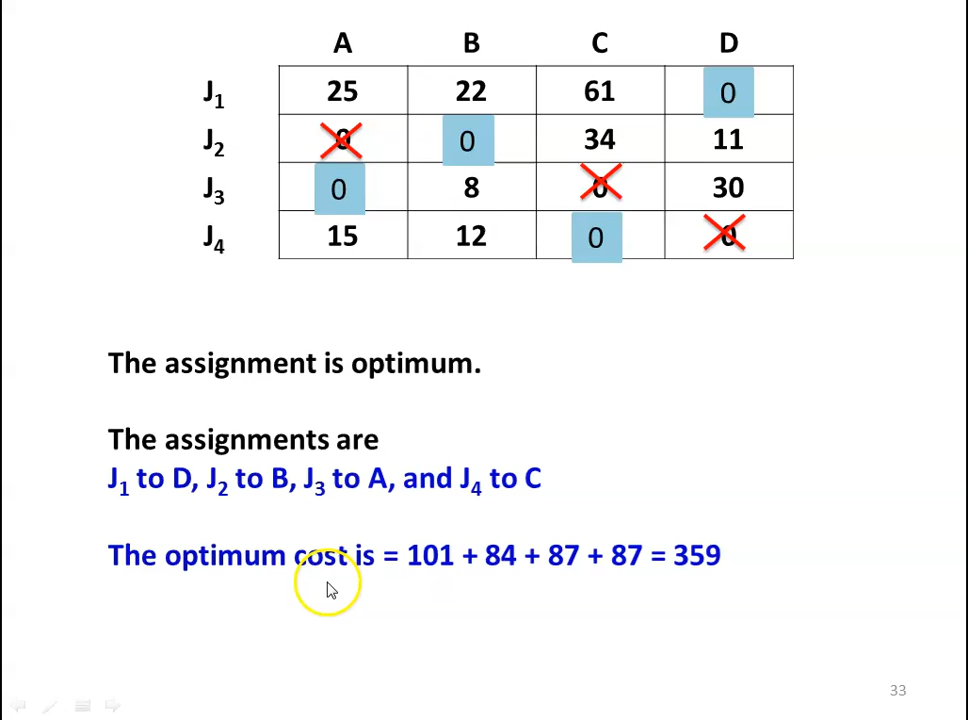 A B C D
J1 25 22 61 0
J2 0 0 34 11
J3 0 8 0 30
J4 15 12 0 0
The assignment is optimum.
The assignments are
J1 to D, J2 to B, J3 to A, and J4 to C
The optimum cost is = 101 + 84 + 87 + 87 = 359
33